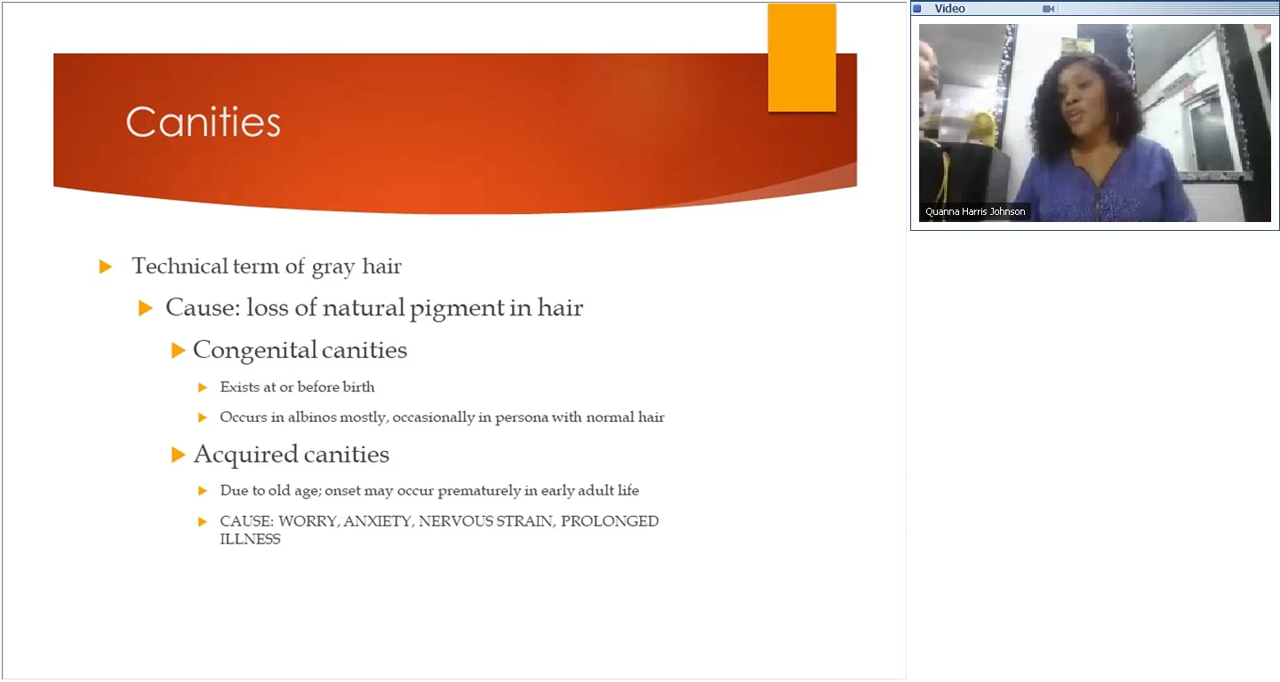 Canities
Technical term of gray hair
Cause: loss of natural pigment in hair
Congenital canities
Exists at or before birth
Occurs in albinos mostly, occasionally in persona with normal hair
Acquired canities
Due to old age; onset may occur prematurely in early adult life
CAUSE: WORRY, ANXIETY, NERVOUS STRAIN, PROLONGED
ILLNESS
Video
Quanna Harris Johnson